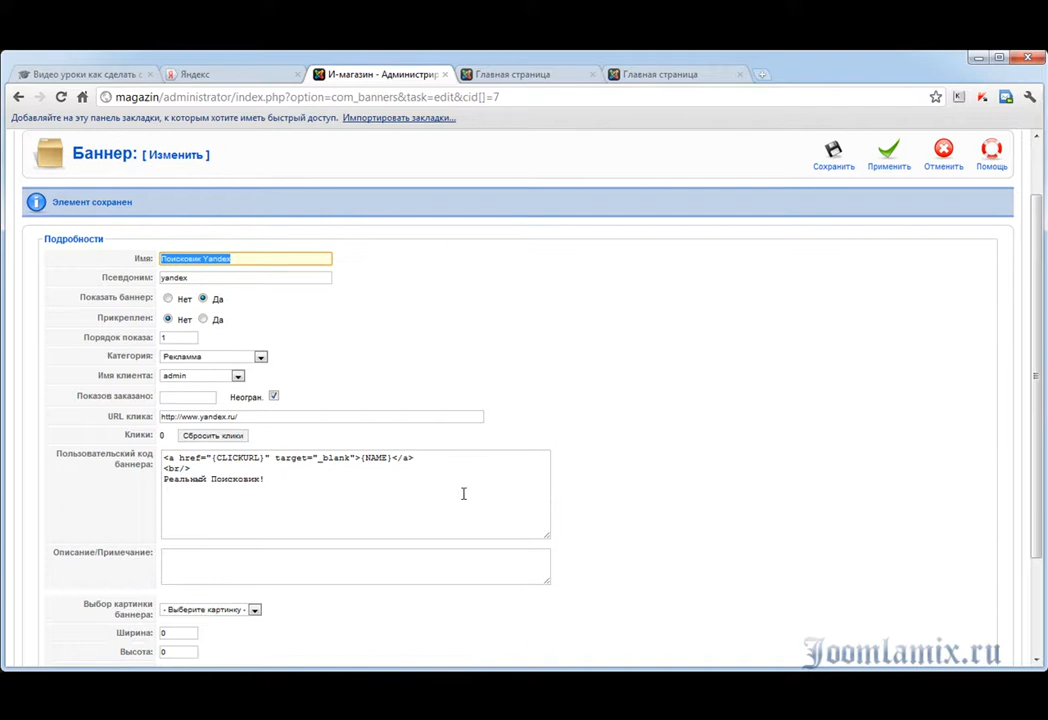 Видео уроки как сделать с
Яндекс
И-магазин - Администрир
Главная страница
Главная страница
magazin/administrator/index.php?option=com_banners&task=edit&cid[]=7
Добавляйте на эту панель закладки, к которым хотите иметь быстрый доступ. Импортировать закладки...
Баннер: [ Изменить ]
Сохранить
Применить
Отменить
Помощь
Элемент сохранен
Подробности
Имя: Поисковик Yandex
Псевдоним: yandex
Показать баннер: Нет Да
Прикреплен: Нет Да
Порядок показа: 1
Категория: Рекламма
Имя клиента: admin
Показов заказано: Неогран.
URL клика: http://www.yandex.ru/
Клики: 0 Сбросить клики
Пользовательский код
баннера:
<a href="{CLICKURL}" target="_blank">{NAME}</a>
<br/>
Реальный Поисковик!
Описание/Примечание:
Выбор картинки
баннера:
- Выберите картинку -
Ширина: 0
Высота: 0
Joomlamix.ru